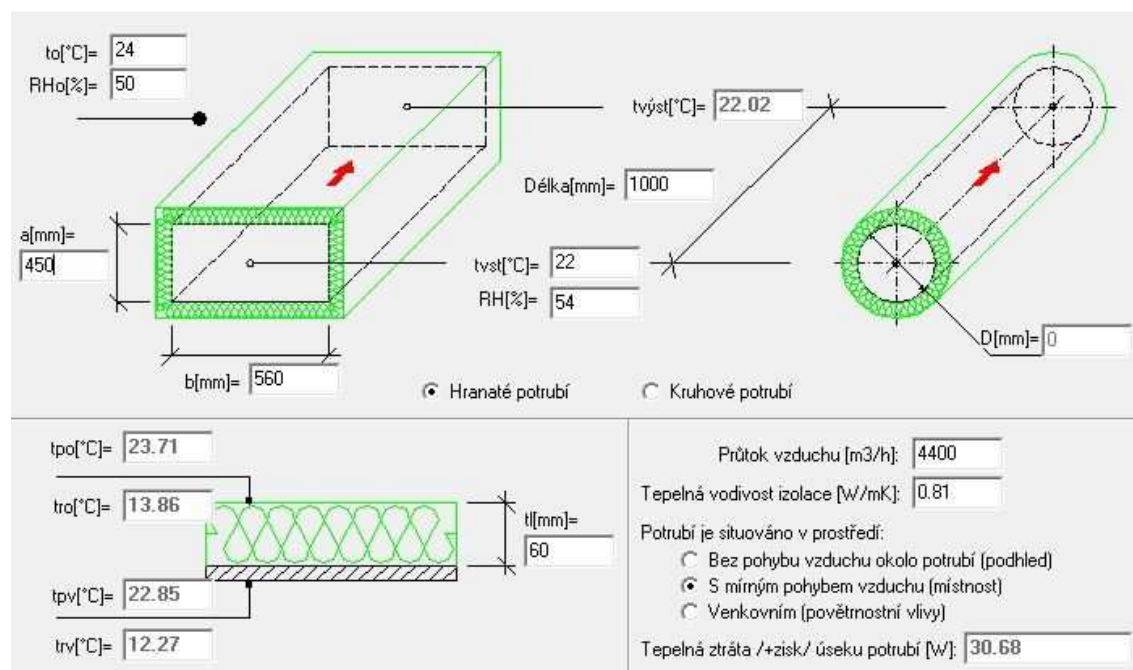 to[°C]= 24
RHo[%]= 50
tvýst[°C]= 22.02
Délka[mm]= 1000
a[mm]=
450
tvst[°C]= 22
RH[%]= 54
D[mm]= 0
b[mm]= 560
Hranaté potrubí
Kruhové potrubí
tpo[°C]= 23.71
tro[°C]= 13.86
tl[mm]=
60
tpv[°C]= 22.85
trv[°C]= 12.27
Průtok vzduchu [m3/h]: 4400
Tepelná vodivost izolace [W/mK]: 0.81
Potrubí je situováno v prostředí:
Bez pohybu vzduchu okolo potrubí (podhled)
S mírným pohybem vzduchu (místnost)
Venkovním (povětrnostní vlivy)
Tepelná ztráta /+zisk/ úseku potrubí [W]: 30.68